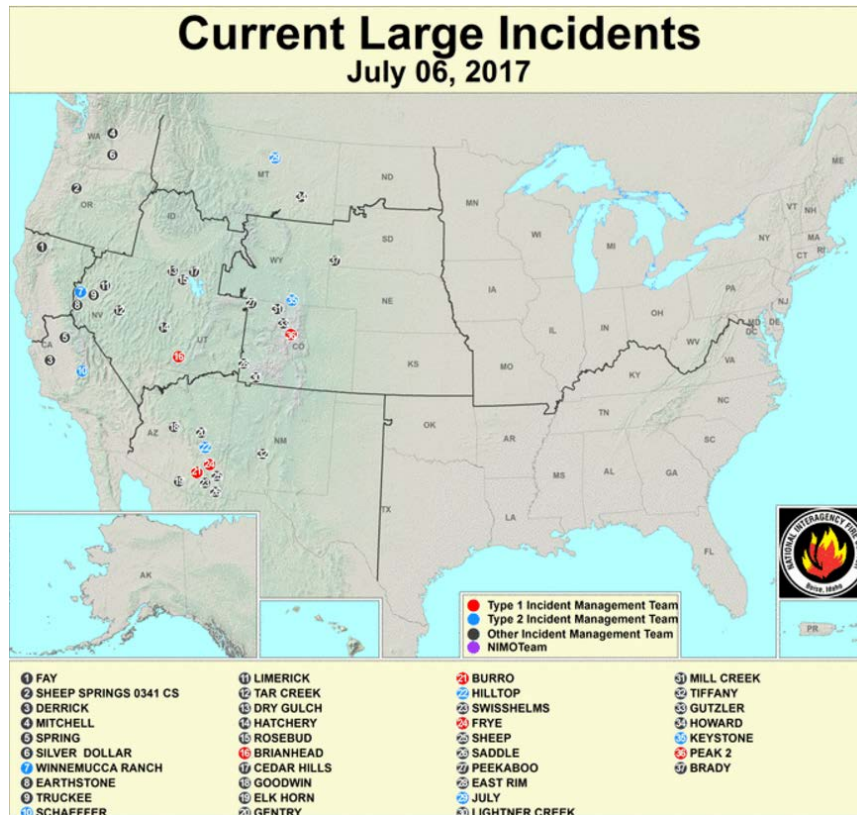 Current Large Incidents
July 06, 2017
WA
MT
ND
MN
ME
OR
ID
SD
WI
MI
VT
NH
NY
MA
CT
RI
WY
IA
PA
NJ
NE
IL
IN
OH
MD
DE
DC
NV
UT
CO
WV
VA
CA
KS
MO
KY
NC
TN
AZ
NM
OK
AR
SC
MS
AL
GA
TX
LA
FL
AK
PR
NATIONAL INTERAGENCY FIRE
Boise, Idaho
Type 1 Incident Management Team
Type 2 Incident Management Team
Other Incident Management Team
NIMOTeam
1 FAY
2 SHEEP SPRINGS 0341 CS
3 DERRICK
4 MITCHELL
5 SPRING
6 SILVER DOLLAR
7 WINNEMUCCA RANCH
8 EARTHSTONE
9 TRUCKEE
10 SCHAEFFER
11 LIMERICK
12 TAR CREEK
13 DRY GULCH
14 HATCHERY
15 ROSEBUD
16 BRIANHEAD
17 CEDAR HILLS
18 GOODWIN
19 ELK HORN
20 GENTRY
21 BURRO
22 HILLTOP
23 SWISSHELMS
24 FRYE
25 SHEEP
26 SADDLE
27 PEEKABOO
28 EAST RIM
29 JULY
30 LIGHTNER CREEK
31 MILL CREEK
32 TIFFANY
33 GUTZLER
34 HOWARD
35 KEYSTONE
36 PEAK 2
37 BRADY